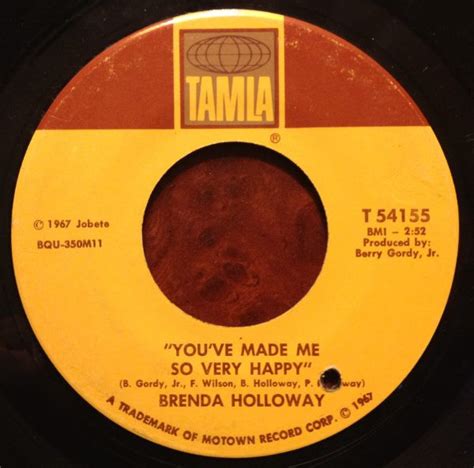 TAMLA
®
© 1967 Jobete
BQU-350M11
T 54155
BMI – 2:52
Produced by:
Berry Gordy, Jr.
"YOU'VE MADE ME
SO VERY HAPPY"
(B. Gordy, Jr., F. Wilson, B. Holloway, P.
BRENDA HOLLOWAY
A TRADEMARK OF MOTOWN RECORD CORP. © 1967